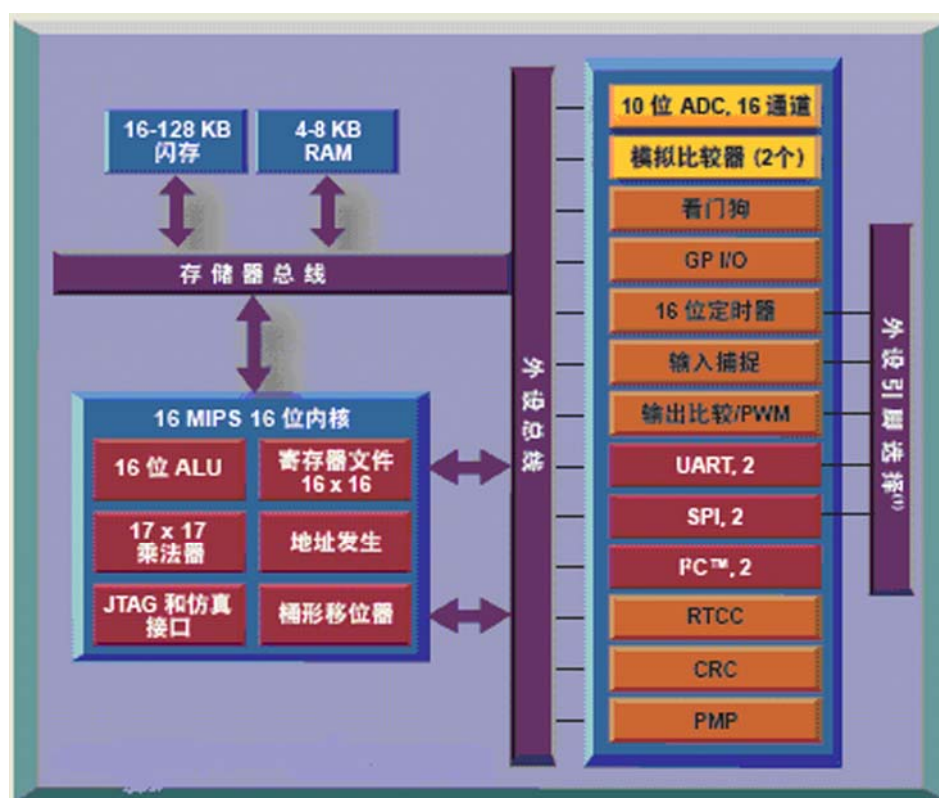 16-128 KB
闪存
4-8 KB
RAM
存储器总线
16 MIPS 16 位内核
16 位 ALU
寄存器文件
16 x 16
17 x 17
乘法器
地址发生
JTAG 和仿真
接口
桶形移位器
外设总线
10 位 ADC, 16 通道
模拟比较器 (2个)
看门狗
GP I/O
16 位定时器
输入捕捉
输出比较/PWM
UART, 2
SPI, 2
I²C™, 2
RTCC
CRC
PMP
外设引脚选择(1)